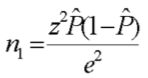 n₁ = z²P̂(1-P̂) / e²